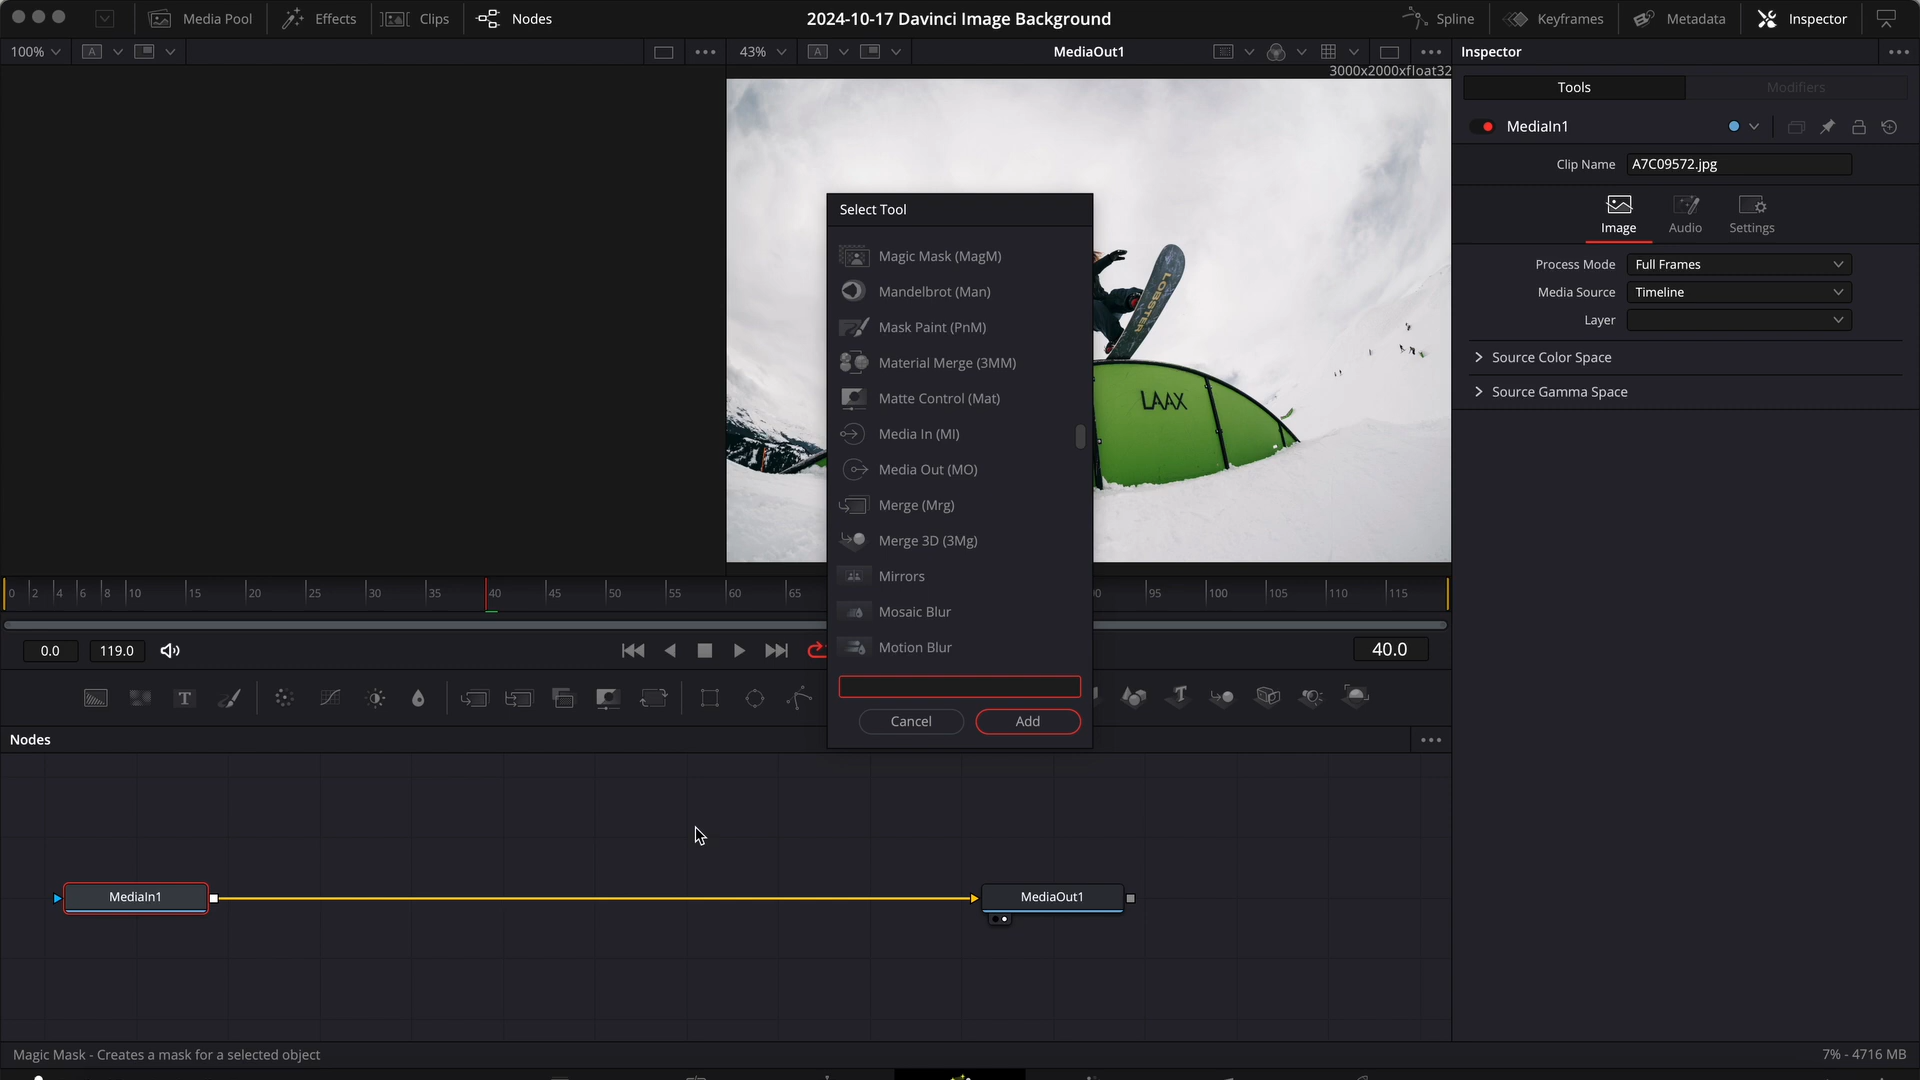 Media Pool
Effects
Clips
Nodes
2024-10-17 Davinci Image Background
Spline
Keyframes
Metadata
Inspector
100%
A
43%
A
MediaOut1
Inspector
3000x2000xfloat32
Tools
Modifiers
MediaIn1
Clip Name
A7C09572.jpg
Image
Audio
Settings
Process Mode
Full Frames
Media Source
Timeline
Layer
Source Color Space
Source Gamma Space
Select Tool
Magic Mask (MagM)
Mandelbrot (Man)
Mask Paint (PnM)
Material Merge (3MM)
Matte Control (Mat)
Media In (MI)
Media Out (MO)
Merge (Mrg)
Merge 3D (3Mg)
Mirrors
Mosaic Blur
Motion Blur
Cancel
Add
LOBSTER
LAAX
0 2 4 6 8 10 15 20 25 30 35 40 45 50 55 60 65 95 100 105 110 115
0.0
119.0
40.0
Nodes
MediaIn1
MediaOut1
Magic Mask - Creates a mask for a selected object
7% - 4716 MB